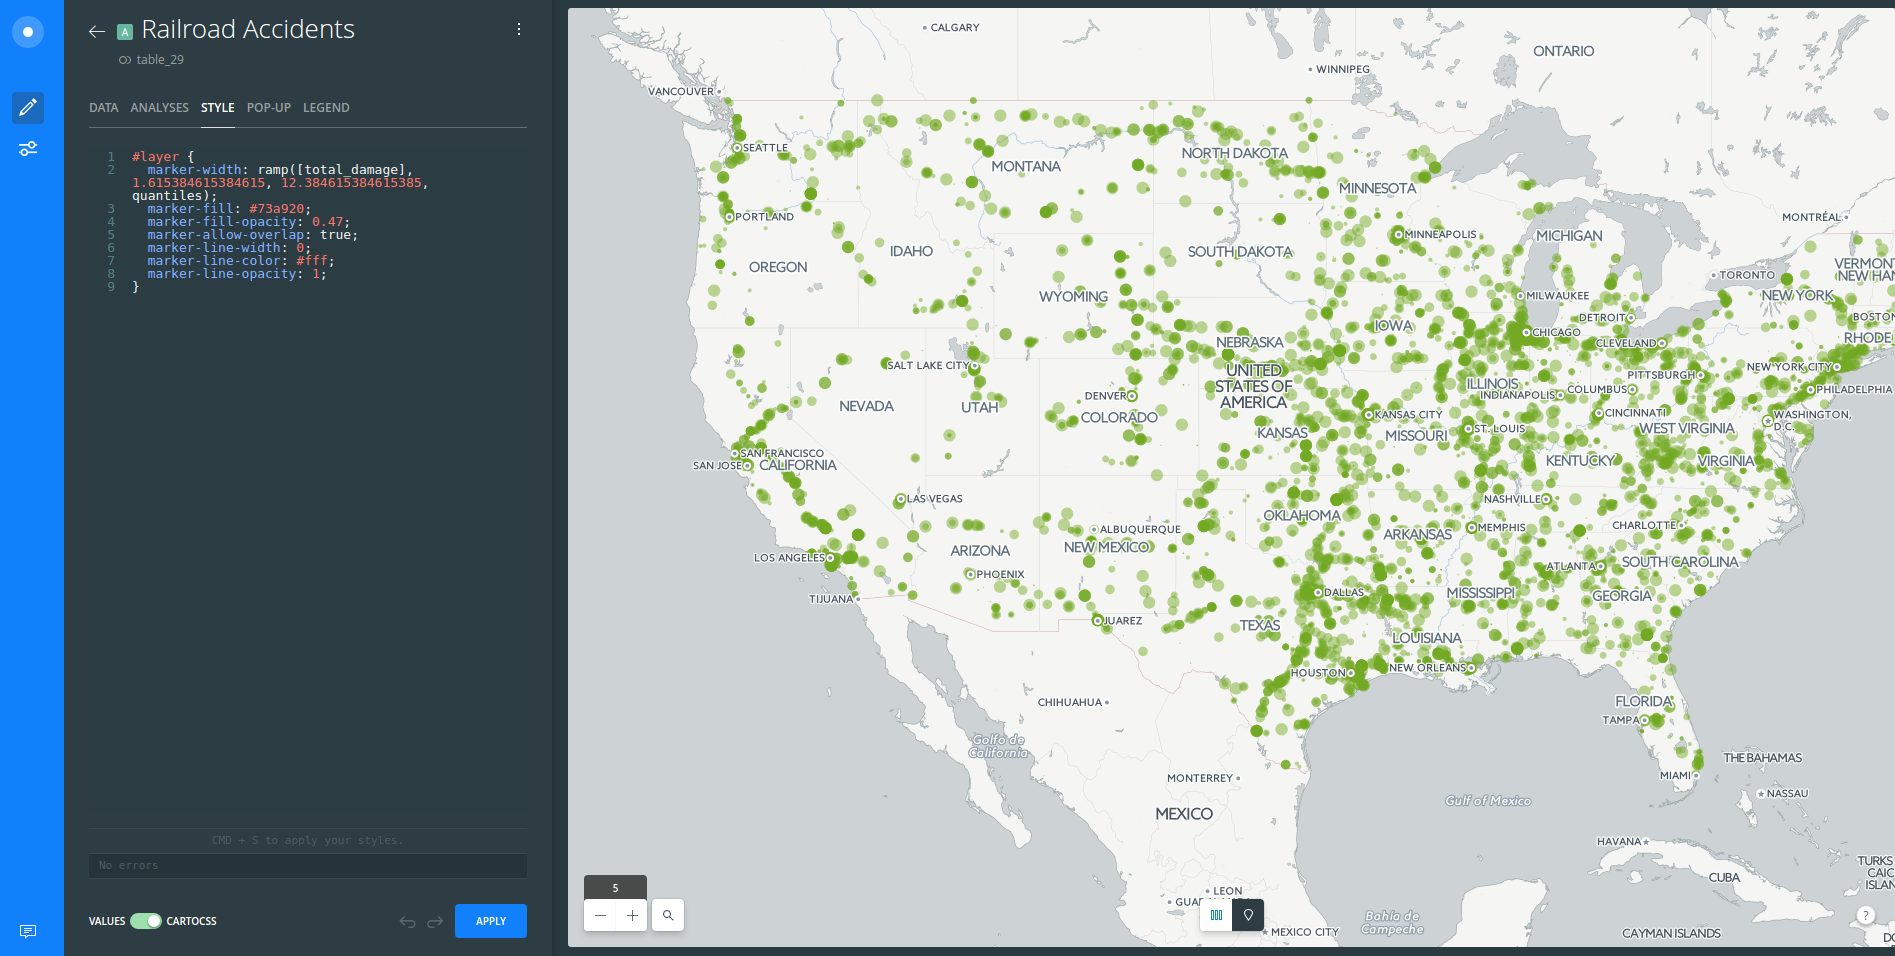 A Railroad Accidents
table_29
DATA ANALYSES STYLE POP-UP LEGEND
1 #layer {
2 marker-width: ramp([total_damage],
1.615384615384615, 12.384615384615385,
quantiles);
3 marker-fill: #73a920;
4 marker-fill-opacity: 0.47;
5 marker-allow-overlap: true;
6 marker-line-width: 0;
7 marker-line-color: #fff;
8 marker-line-opacity: 1;
9 }
CMD + S to apply your styles.
No errors
VALUES CARTOCSS
APPLY
CALGARY
ONTARIO
WINNIPEG
VANCOUVER
SEATTLE
NORTH DAKOTA
MONTANA
MINNESOTA
PORTLAND
MONTRÉAL
MINNEAPOLIS
MICHIGAN
IDAHO
SOUTH DAKOTA
OREGON
TORONTO
VERMONT
NEW HAM
WYOMING
MILWAUKEE
NEW YORK
DETROIT
BOSTON
IOWA
CHICAGO
NEBRASKA
CLEVELAND
RHODE
SALT LAKE CITY
UNITED
STATES OF
AMERICA
NEW YORK CITY
PITTSBURGH
ILLINOIS
INDIANAPOLIS
COLUMBUS
PHILADELPHIA
DENVER
NEVADA
UTAH
COLORADO
KANSAS CITY
CINCINNATI
WASHINGTON,
D.C.
KANSAS
MISSOURI
ST. LOUIS
WEST VIRGINIA
SAN FRANCISCO
SAN JOSE
CALIFORNIA
KENTUCKY
VIRGINIA
LAS VEGAS
NASHVILLE
OKLAHOMA
ALBUQUERQUE
MEMPHIS
CHARLOTTE
ARKANSAS
ARIZONA
NEW MEXICO
LOS ANGELES
SOUTH CAROLINA
ATLANTA
PHOENIX
TIJUANA
DALLAS
MISSISSIPPI
GEORGIA
JUAREZ
TEXAS
LOUISIANA
HOUSTON
NEW ORLEANS
CHIHUAHUA
FLORIDA
TAMPA
Golfo de
California
THE BAHAMAS
MONTERREY
MIAMI
NASSAU
Gulf of Mexico
MEXICO
HAVANA
TURKS
CAIC
ISLAN
CUBA
5
LEON
Bahía de
Campeche
MEXICO CITY
CAYMAN ISLANDS
?